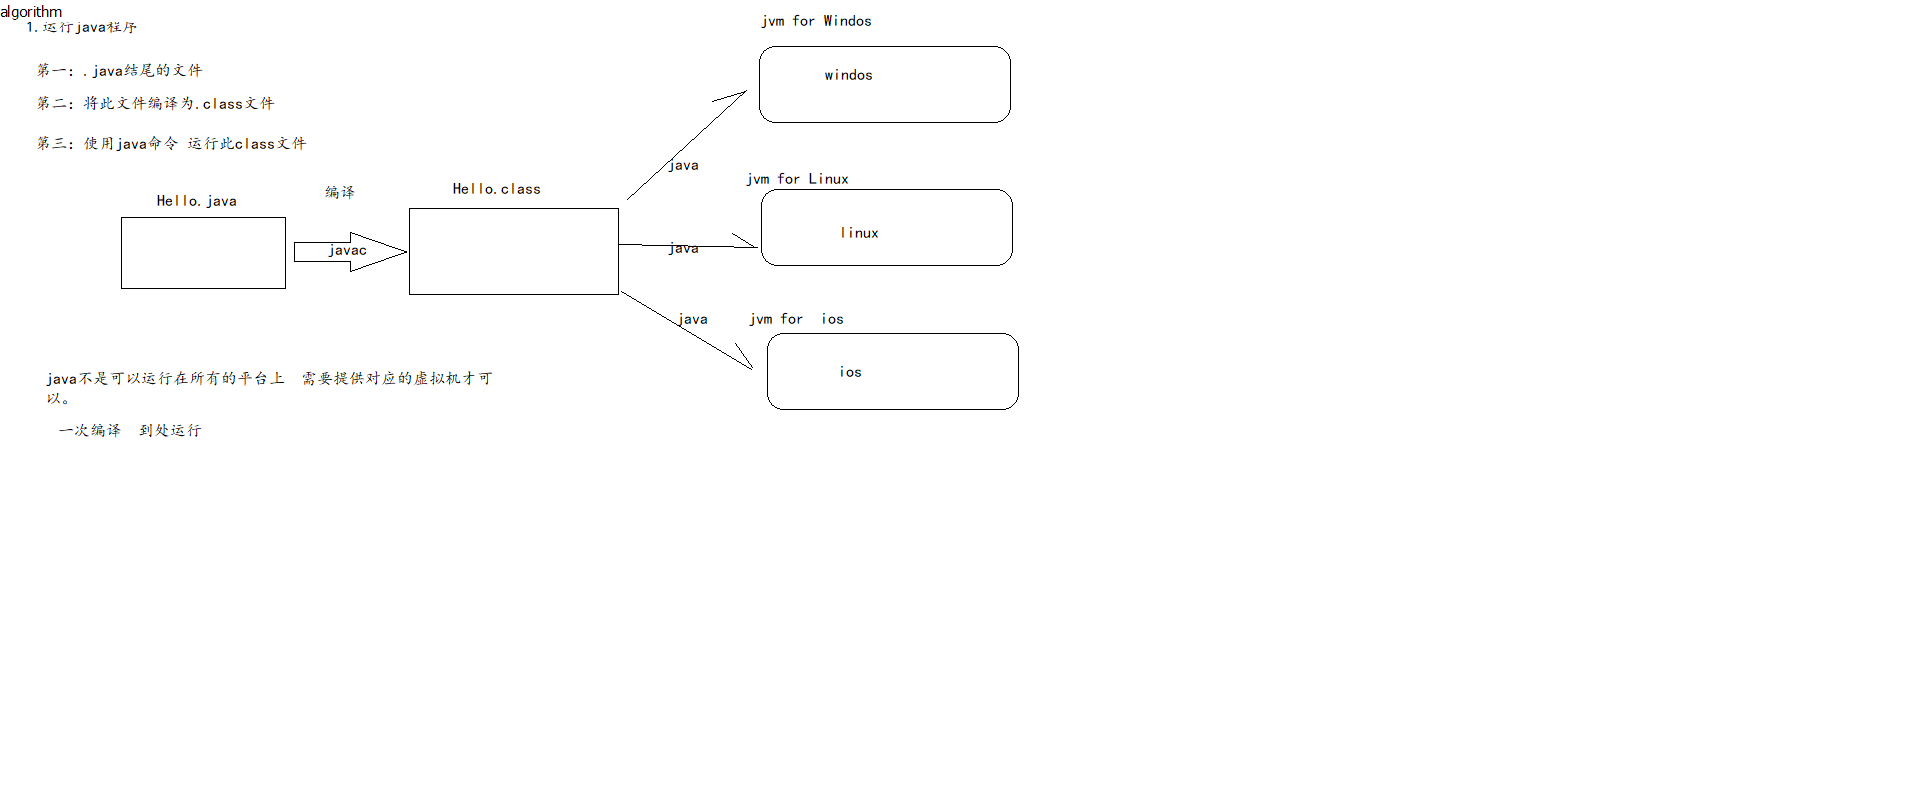 algorithm
1.运行java程序
第一：.java结尾的文件
第二：将此文件编译为.class文件
第三：使用java命令 运行此class文件
Hello.java
编译
javac
Hello.class
java
java
java
jvm for Windos
windos
jvm for Linux
linux
jvm for  ios
ios
java不是可以运行在所有的平台上  需要提供对应的虚拟机才可
以。
一次编译  到处运行